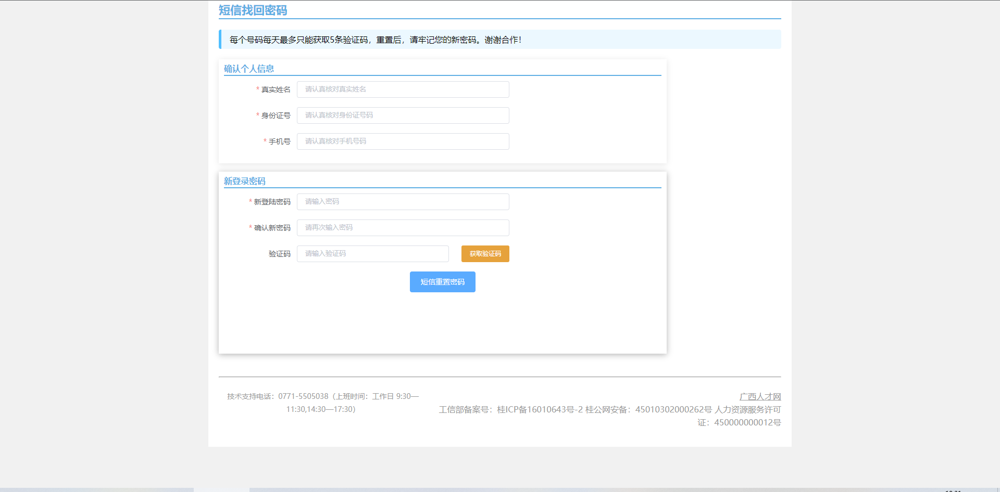 短信找回密码
每个号码每天最多只能获取5条验证码，重置后，请牢记您的新密码。谢谢合作！
确认个人信息
* 真实姓名 请认真核对真实姓名
* 身份证号 请认真核对身份证号码
* 手机号 请认真核对手机号码
新登录密码
* 新登陆密码 请输入密码
* 确认新密码 请再次输入密码
验证码 请输入验证码 获取验证码
短信重置密码
技术支持电话：0771-5505038（上班时间：工作日 9:30—
11:30,14:30—17:30）
广西人才网
工信部备案号：桂ICP备16010643号-2 桂公网安备：45010302000262号 人力资源服务许可
证：450000000012号